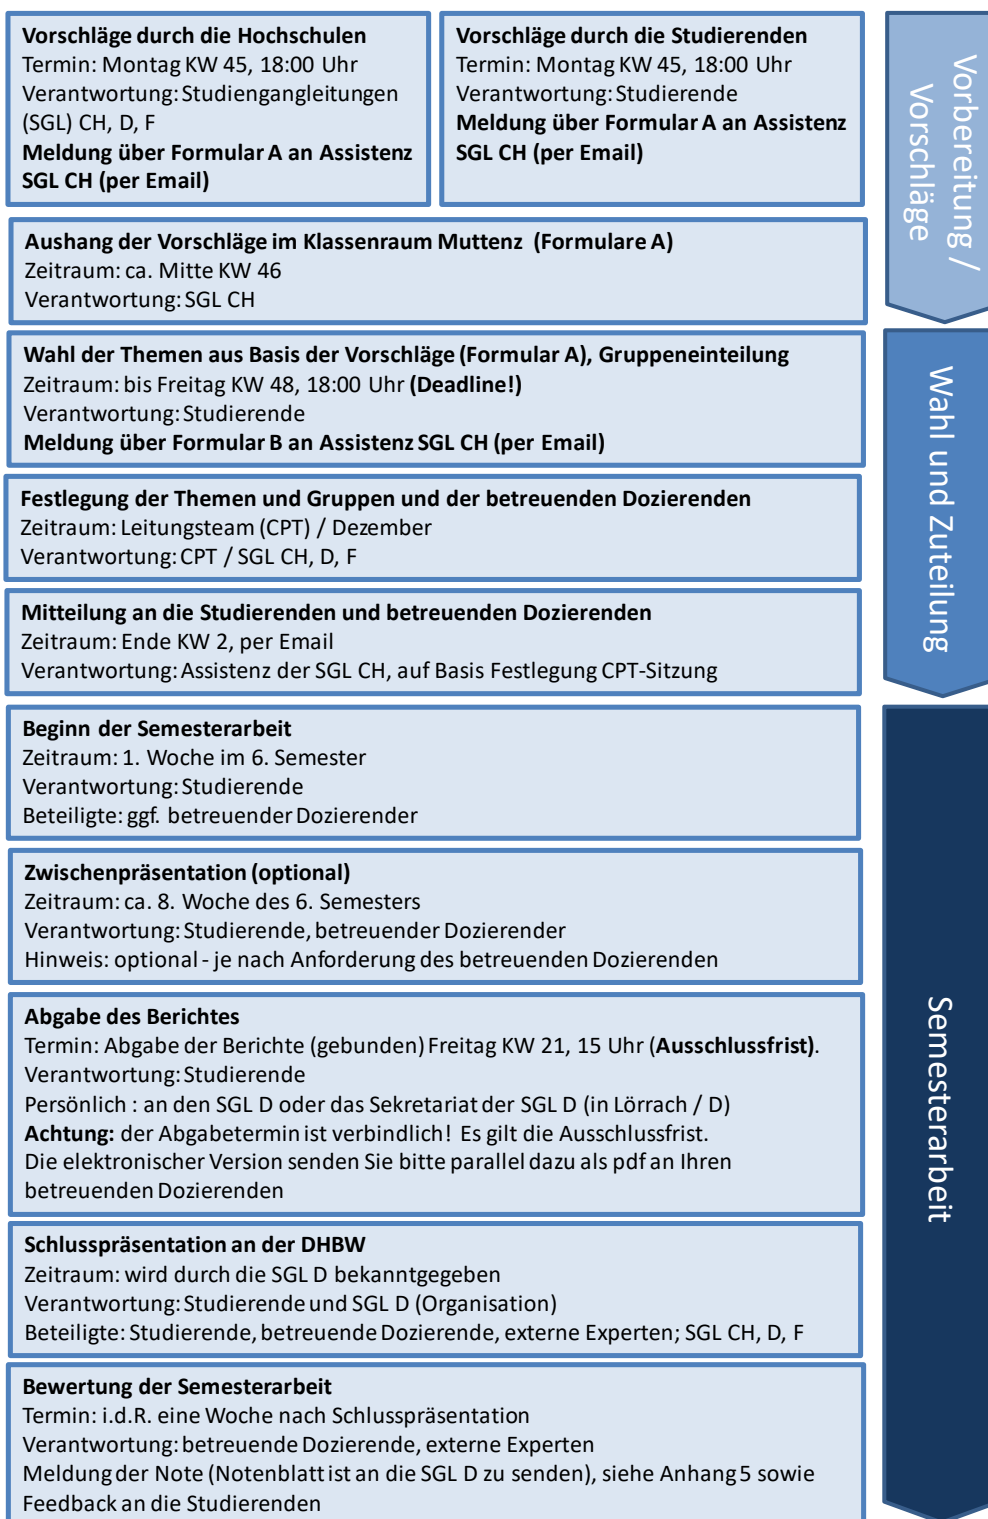 Vorschläge durch die Hochschulen
Termin: Montag KW 45, 18:00 Uhr
Verantwortung: Studiengangleitungen
(SGL) CH, D, F
Meldung über Formular A an Assistenz
SGL CH (per Email)
Vorschläge durch die Studierenden
Termin: Montag KW 45, 18:00 Uhr
Verantwortung: Studierende
Meldung über Formular A an Assistenz
SGL CH (per Email)
Vorbereitung /
Vorschläge
Aushang der Vorschläge im Klassenraum Muttenz (Formulare A)
Zeitraum: ca. Mitte KW 46
Verantwortung: SGL CH
Wahl der Themen aus Basis der Vorschläge (Formular A), Gruppeneinteilung
Zeitraum: bis Freitag KW 48, 18:00 Uhr (Deadline!)
Verantwortung: Studierende
Meldung über Formular B an Assistenz SGL CH (per Email)
Wahl und Zuteilung
Festlegung der Themen und Gruppen und der betreuenden Dozierenden
Zeitraum: Leitungsteam (CPT) / Dezember
Verantwortung: CPT / SGL CH, D, F
Mitteilung an die Studierenden und betreuenden Dozierenden
Zeitraum: Ende KW 2, per Email
Verantwortung: Assistenz der SGL CH, auf Basis Festlegung CPT-Sitzung
Beginn der Semesterarbeit
Zeitraum: 1. Woche im 6. Semester
Verantwortung: Studierende
Beteiligte: ggf. betreuender Dozierender
Zwischenpräsentation (optional)
Zeitraum: ca. 8. Woche des 6. Semesters
Verantwortung: Studierende, betreuender Dozierender
Hinweis: optional - je nach Anforderung des betreuenden Dozierenden
Semesterarbeit
Abgabe des Berichtes
Termin: Abgabe der Berichte (gebunden) Freitag KW 21, 15 Uhr (Ausschlussfrist).
Verantwortung: Studierende
Persönlich : an den SGL D oder das Sekretariat der SGL D (in Lörrach / D)
Achtung: der Abgabetermin ist verbindlich! Es gilt die Ausschlussfrist.
Die elektronischer Version senden Sie bitte parallel dazu als pdf an Ihren
betreuenden Dozierenden
Schlusspräsentation an der DHBW
Zeitraum: wird durch die SGL D bekanntgegeben
Verantwortung: Studierende und SGL D (Organisation)
Beteiligte: Studierende, betreuende Dozierende, externe Experten; SGL CH, D, F
Bewertung der Semesterarbeit
Termin: i.d.R. eine Woche nach Schlusspräsentation
Verantwortung: betreuende Dozierende, externe Experten
Meldung der Note (Notenblatt ist an die SGL D zu senden), siehe Anhang 5 sowie
Feedback an die Studierenden